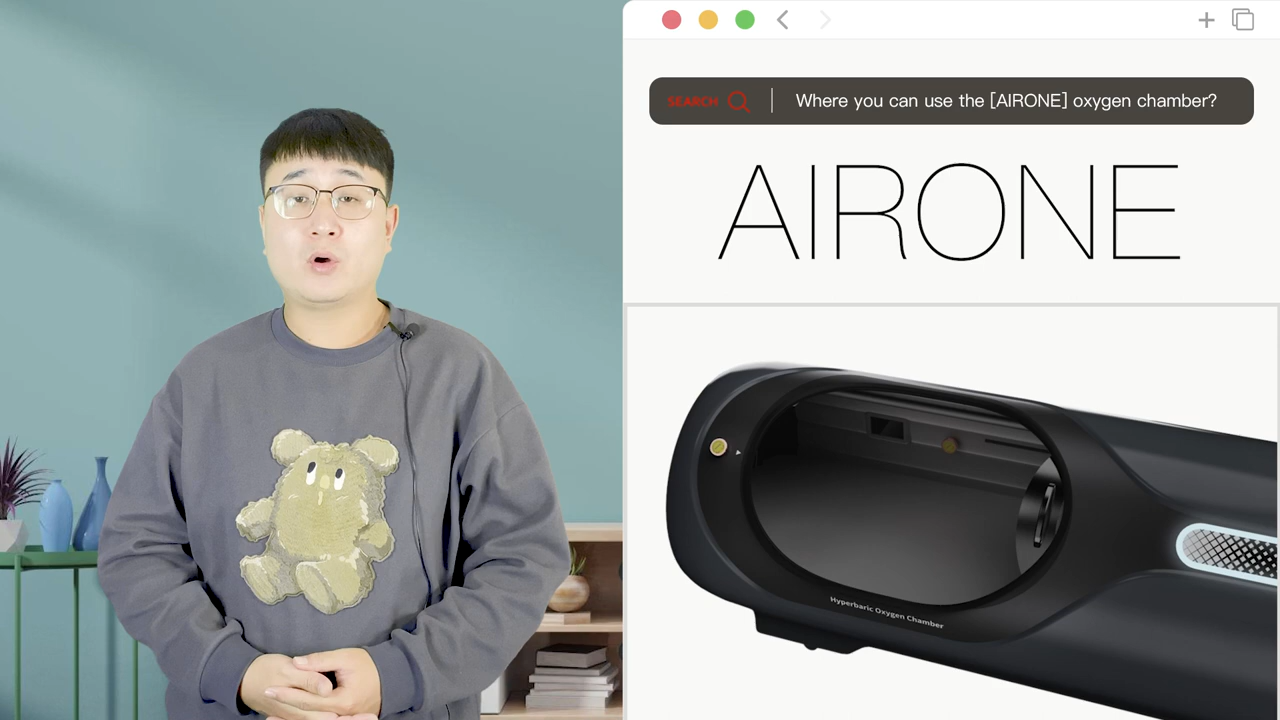 SEARCH
Where you can use the [AIRONE] oxygen chamber?
AIRONE
Hyperbaric Oxygen Chamber